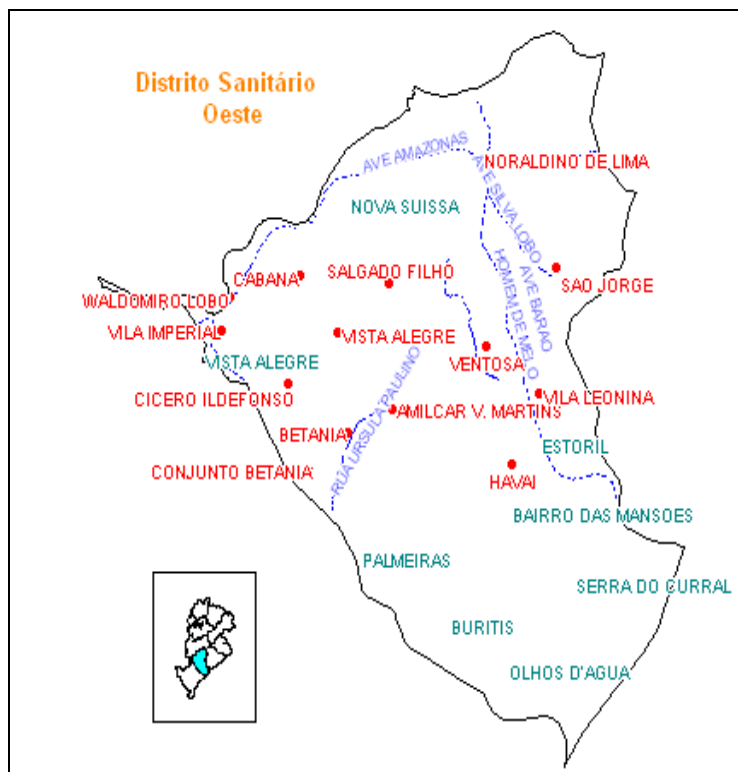 Distrito Sanitário
Oeste
AVE AMAZONAS
NORALDINO DE LIMA
AVE SILVA LOBO
NOVA SUISSA
CABANA
SALGADO FILHO
SAO JORGE
AVE BARAO
HOMEM DE MELO
WALDOMIRO LOBO
VILA IMPERIAL
VISTA ALEGRE
VISTA ALEGRE
VENTOSA
CICERO ILDEFONSO
RUA URSULA PAULINO
AMILCAR V. MARTINS
VILA LEONINA
BETANIA
ESTORIL
CONJUNTO BETANIA
HAVAI
BAIRRO DAS MANSOES
PALMEIRAS
SERRA DO CURRAL
BURITIS
OLHOS D'AGUA